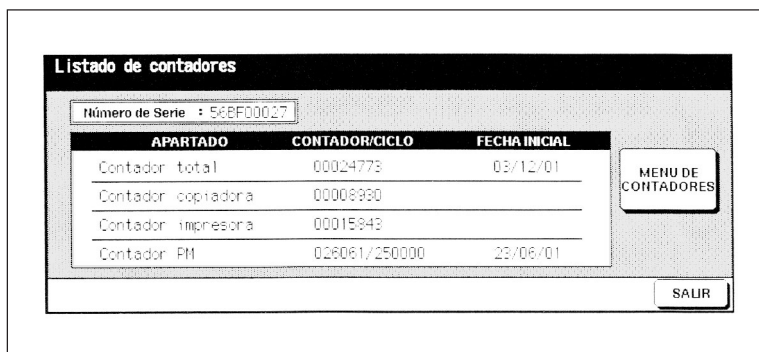 Listado de contadores
Número de Serie : 56BF00027
APARTADO CONTADOR/CICLO FECHA INICIAL
Contador total 00024773 03/12/01
Contador copiadora 00008930
Contador impresora 00015843
Contador PM 026061/250000 23/06/01
MENU DE
CONTADORES
SALIR